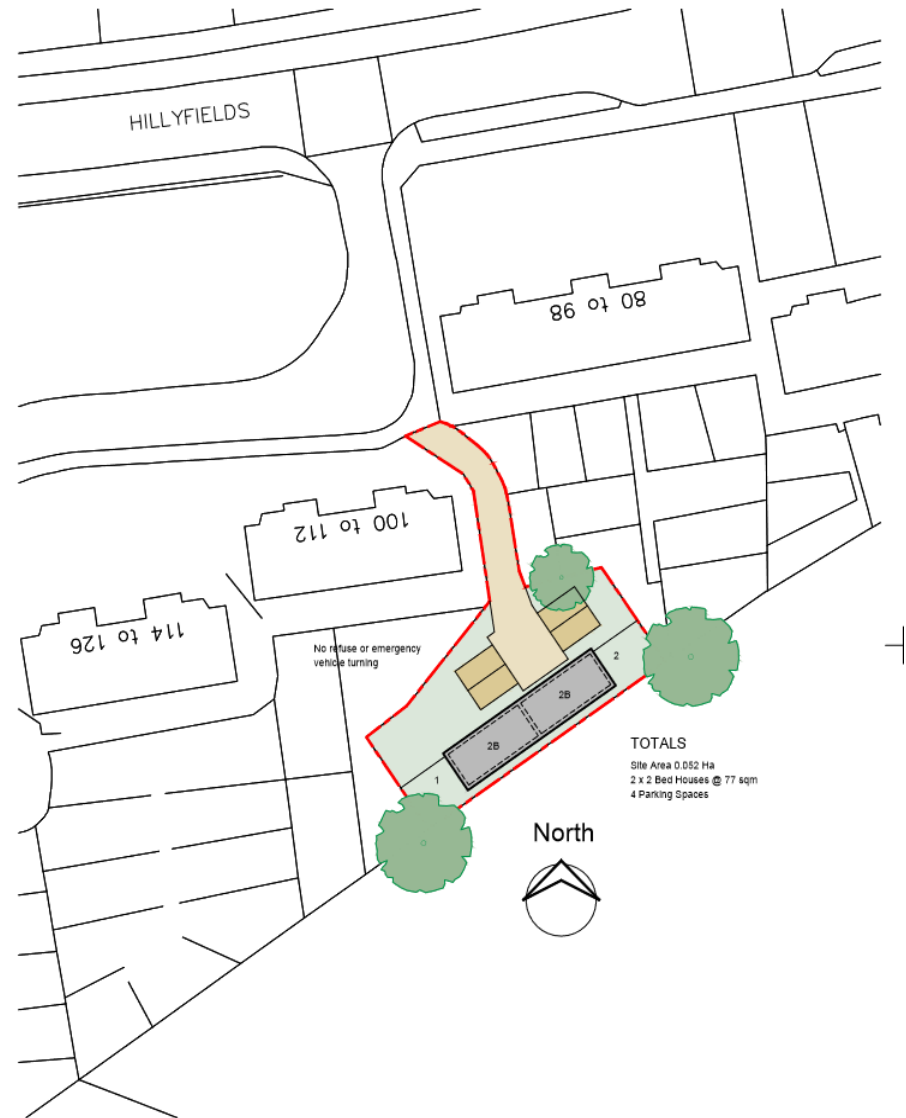 HILLYFIELDS
80 to 98
100 to 112
114 to 126
No refuse or emergency
vehicle turning
2
2B
2B
1
TOTALS
Site Area 0.052 Ha
2 x 2 Bed Houses @ 77 sqm
4 Parking Spaces
North